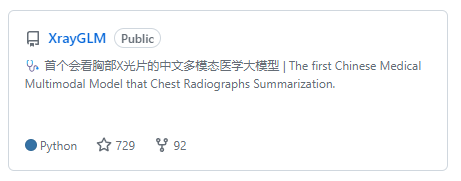 XrayGLM Public
首个会看胸部X光片的中文多模态医学大模型 | The first Chinese Medical
Multimodal Model that Chest Radiographs Summarization.
Python 729 92